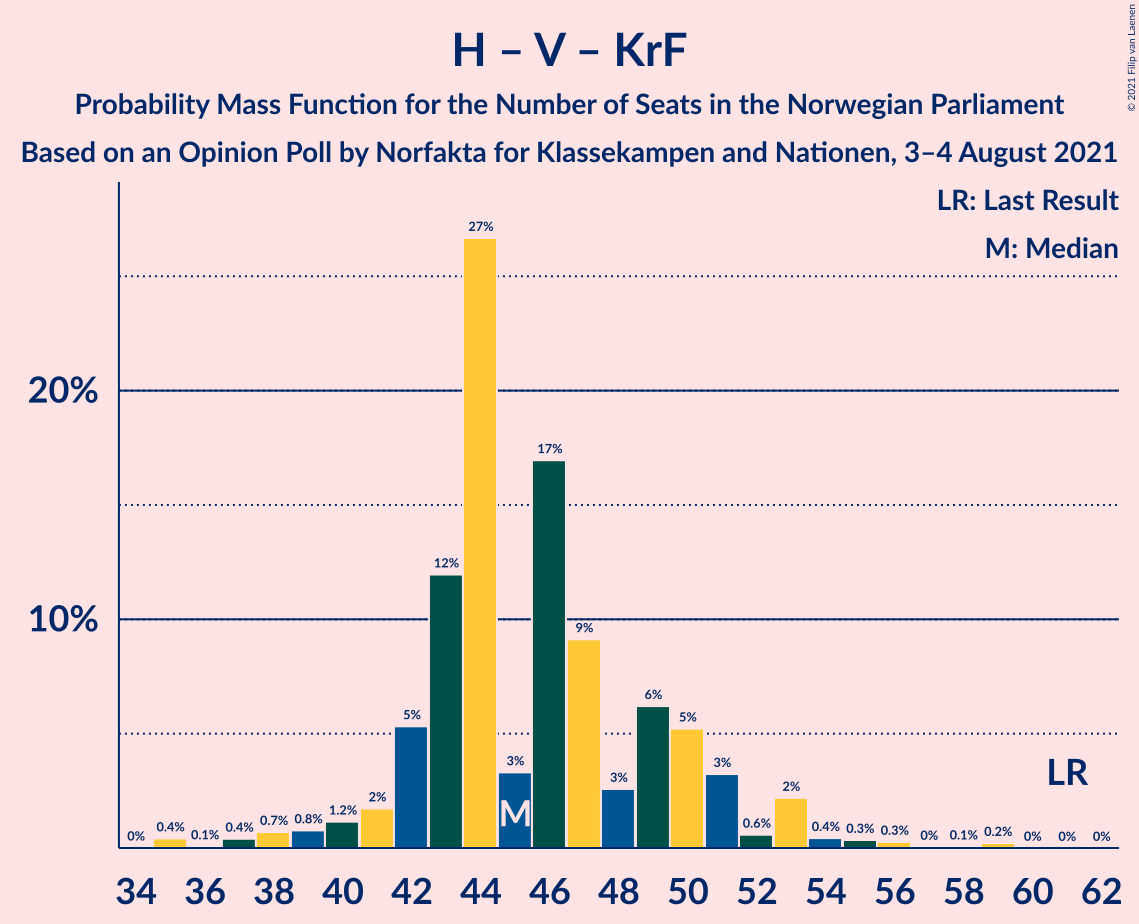 H – V – KrF
Probability Mass Function for the Number of Seats in the Norwegian Parliament
Based on an Opinion Poll by Norfakta for Klassekampen and Nationen, 3–4 August 2021
© 2021 Filip van Laenen
LR: Last Result
M: Median
20%
10%
0% 0.4% 0.1% 0.4% 0.7% 0.8% 1.2% 2% 5% 12% 27% 3% 17% 9% 3% 6% 5% 3% 0.6% 2% 0.4% 0.3% 0.3% 0% 0.1% 0.2% 0% 0% 0%
LR
M
34 36 38 40 42 44 46 48 50 52 54 56 58 60 62